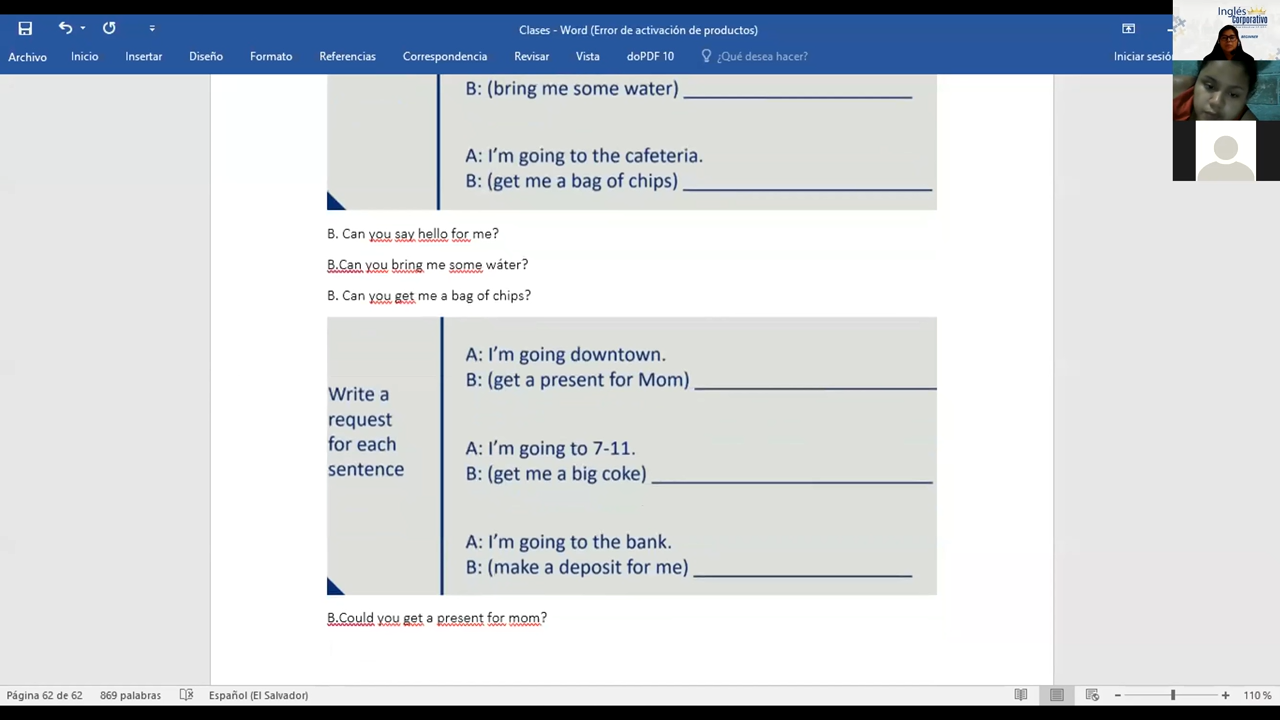 Clases - Word (Error de activación de productos)
Inglés
Corporativo
Archivo Inicio Insertar Diseño Formato Referencias Correspondencia Revisar Vista doPDF 10 ¿Qué desea hacer? Iniciar sesió
B: (bring me some water) ____________________
A: I'm going to the cafeteria.
B: (get me a bag of chips) ____________________
B. Can you say hello for me?
B.Can you bring me some wáter?
B. Can you get me a bag of chips?
Write a
request
for each
sentence
A: I'm going downtown.
B: (get a present for Mom) ____________________
A: I'm going to 7-11.
B: (get me a big coke) ____________________
A: I'm going to the bank.
B: (make a deposit for me) ____________________
B.Could you get a present for mom?
Página 62 de 62 869 palabras Español (El Salvador) 110 %